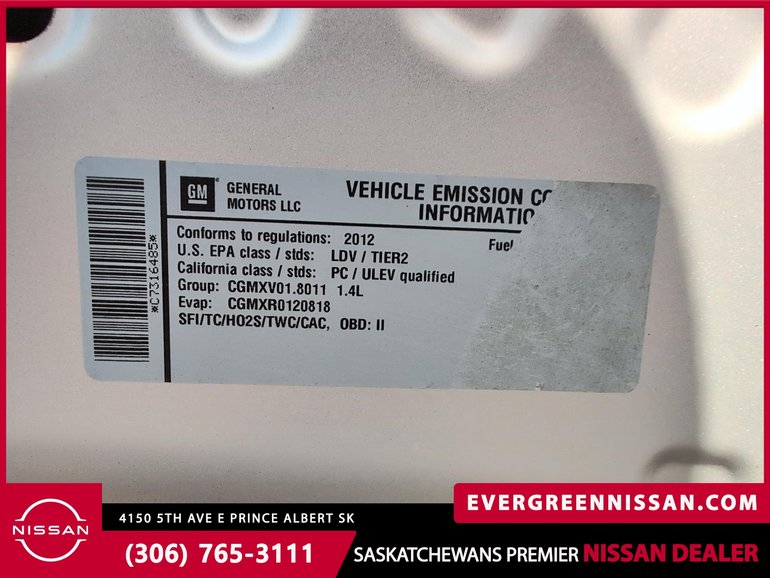 GM
GENERAL
MOTORS LLC
VEHICLE EMISSION
INFORMATIO
Conforms to regulations: 2012 Fuel
U.S. EPA class / stds: LDV / TIER2
California class / stds: PC / ULEV qualified
Group: CGMXV01.8011 1.4L
Evap: CGMXR0120818
SFI/TC/HO2S/TWC/CAC, OBD: II
*C7316485*
NISSAN
4150 5TH AVE E PRINCE ALBERT SK
(306) 765-3111
EVERGREENNISSAN.COM
SASKATCHEWANS PREMIER NISSAN DEALER